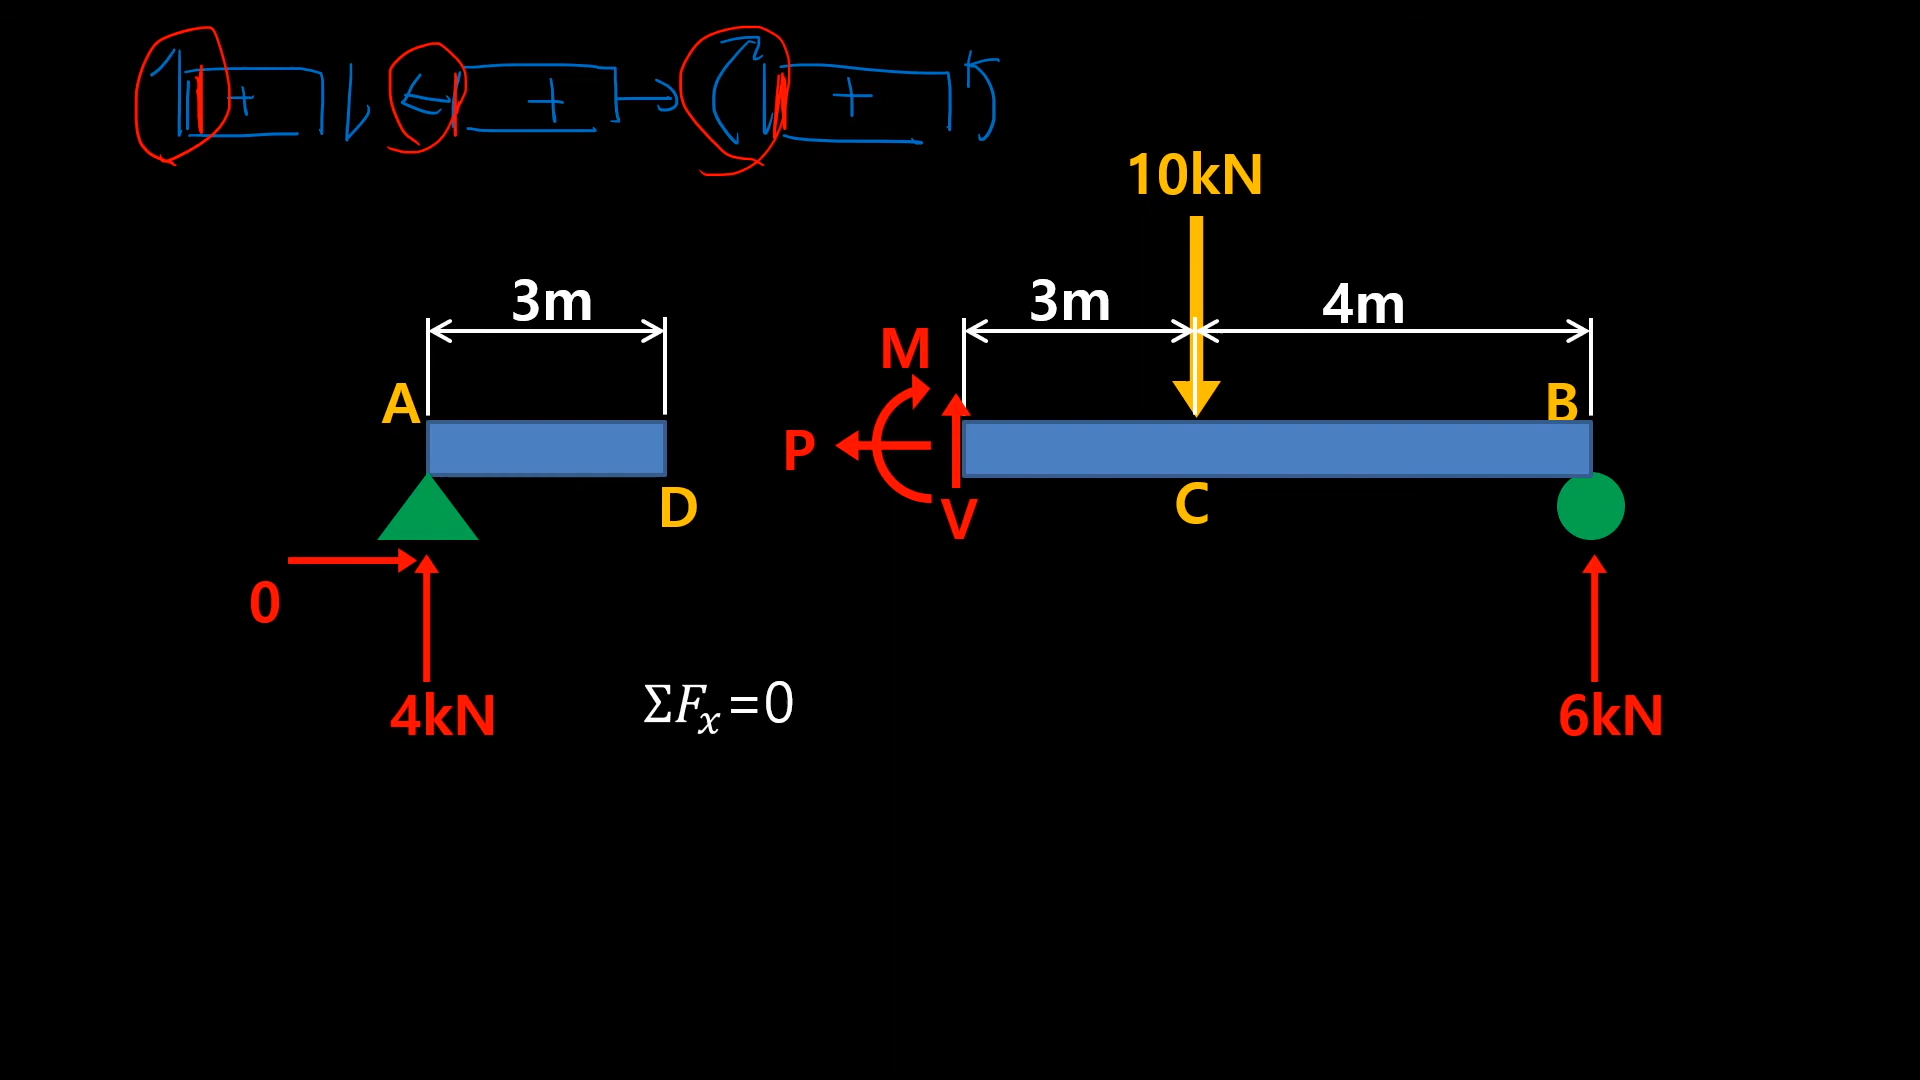 + + +
10kN
3m 3m 4m
M
A B
P
D C V
0
4kN 6kN
ΣFₓ=0